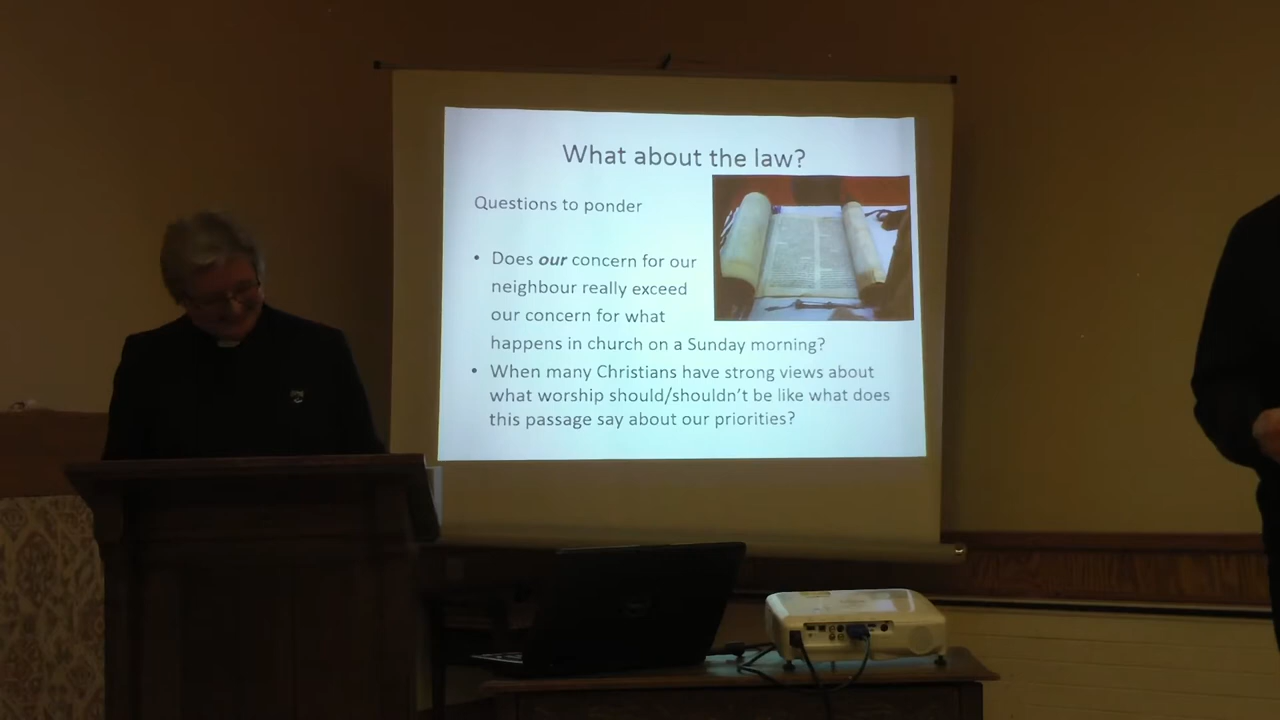 What about the law?
Questions to ponder
• Does our concern for our
neighbour really exceed
our concern for what
happens in church on a Sunday morning?
• When many Christians have strong views about
what worship should/shouldn't be like what does
this passage say about our priorities?